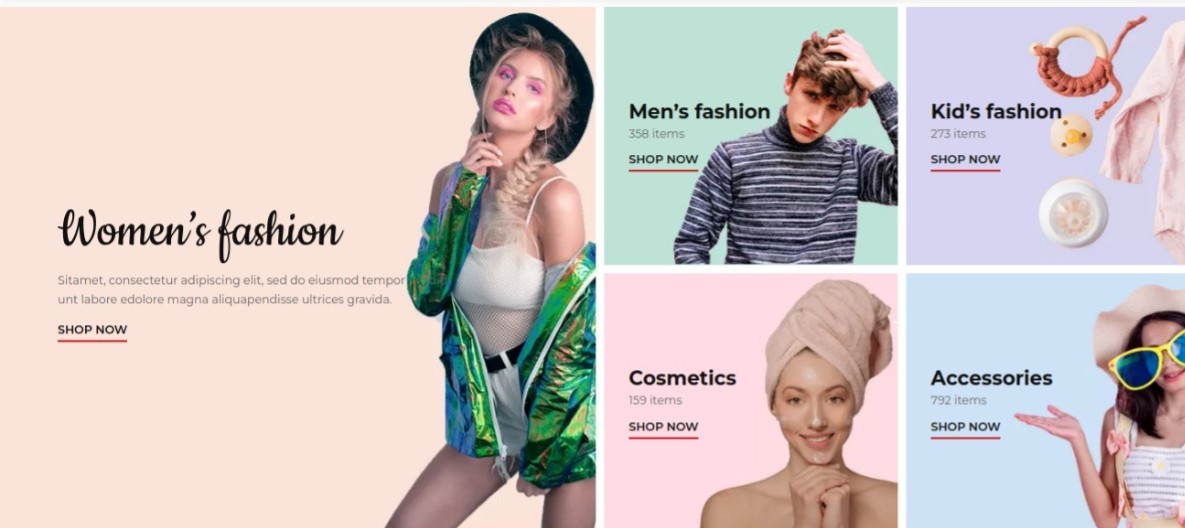 Women's fashion
Sitamet, consectetur adipiscing elit, sed do eiusmod tempor
unt labore edolore magna aliquapendisse ultrices gravida.
SHOP NOW
Men's fashion
358 items
SHOP NOW
Kid's fashion
273 items
SHOP NOW
Cosmetics
159 items
SHOP NOW
Accessories
792 items
SHOP NOW